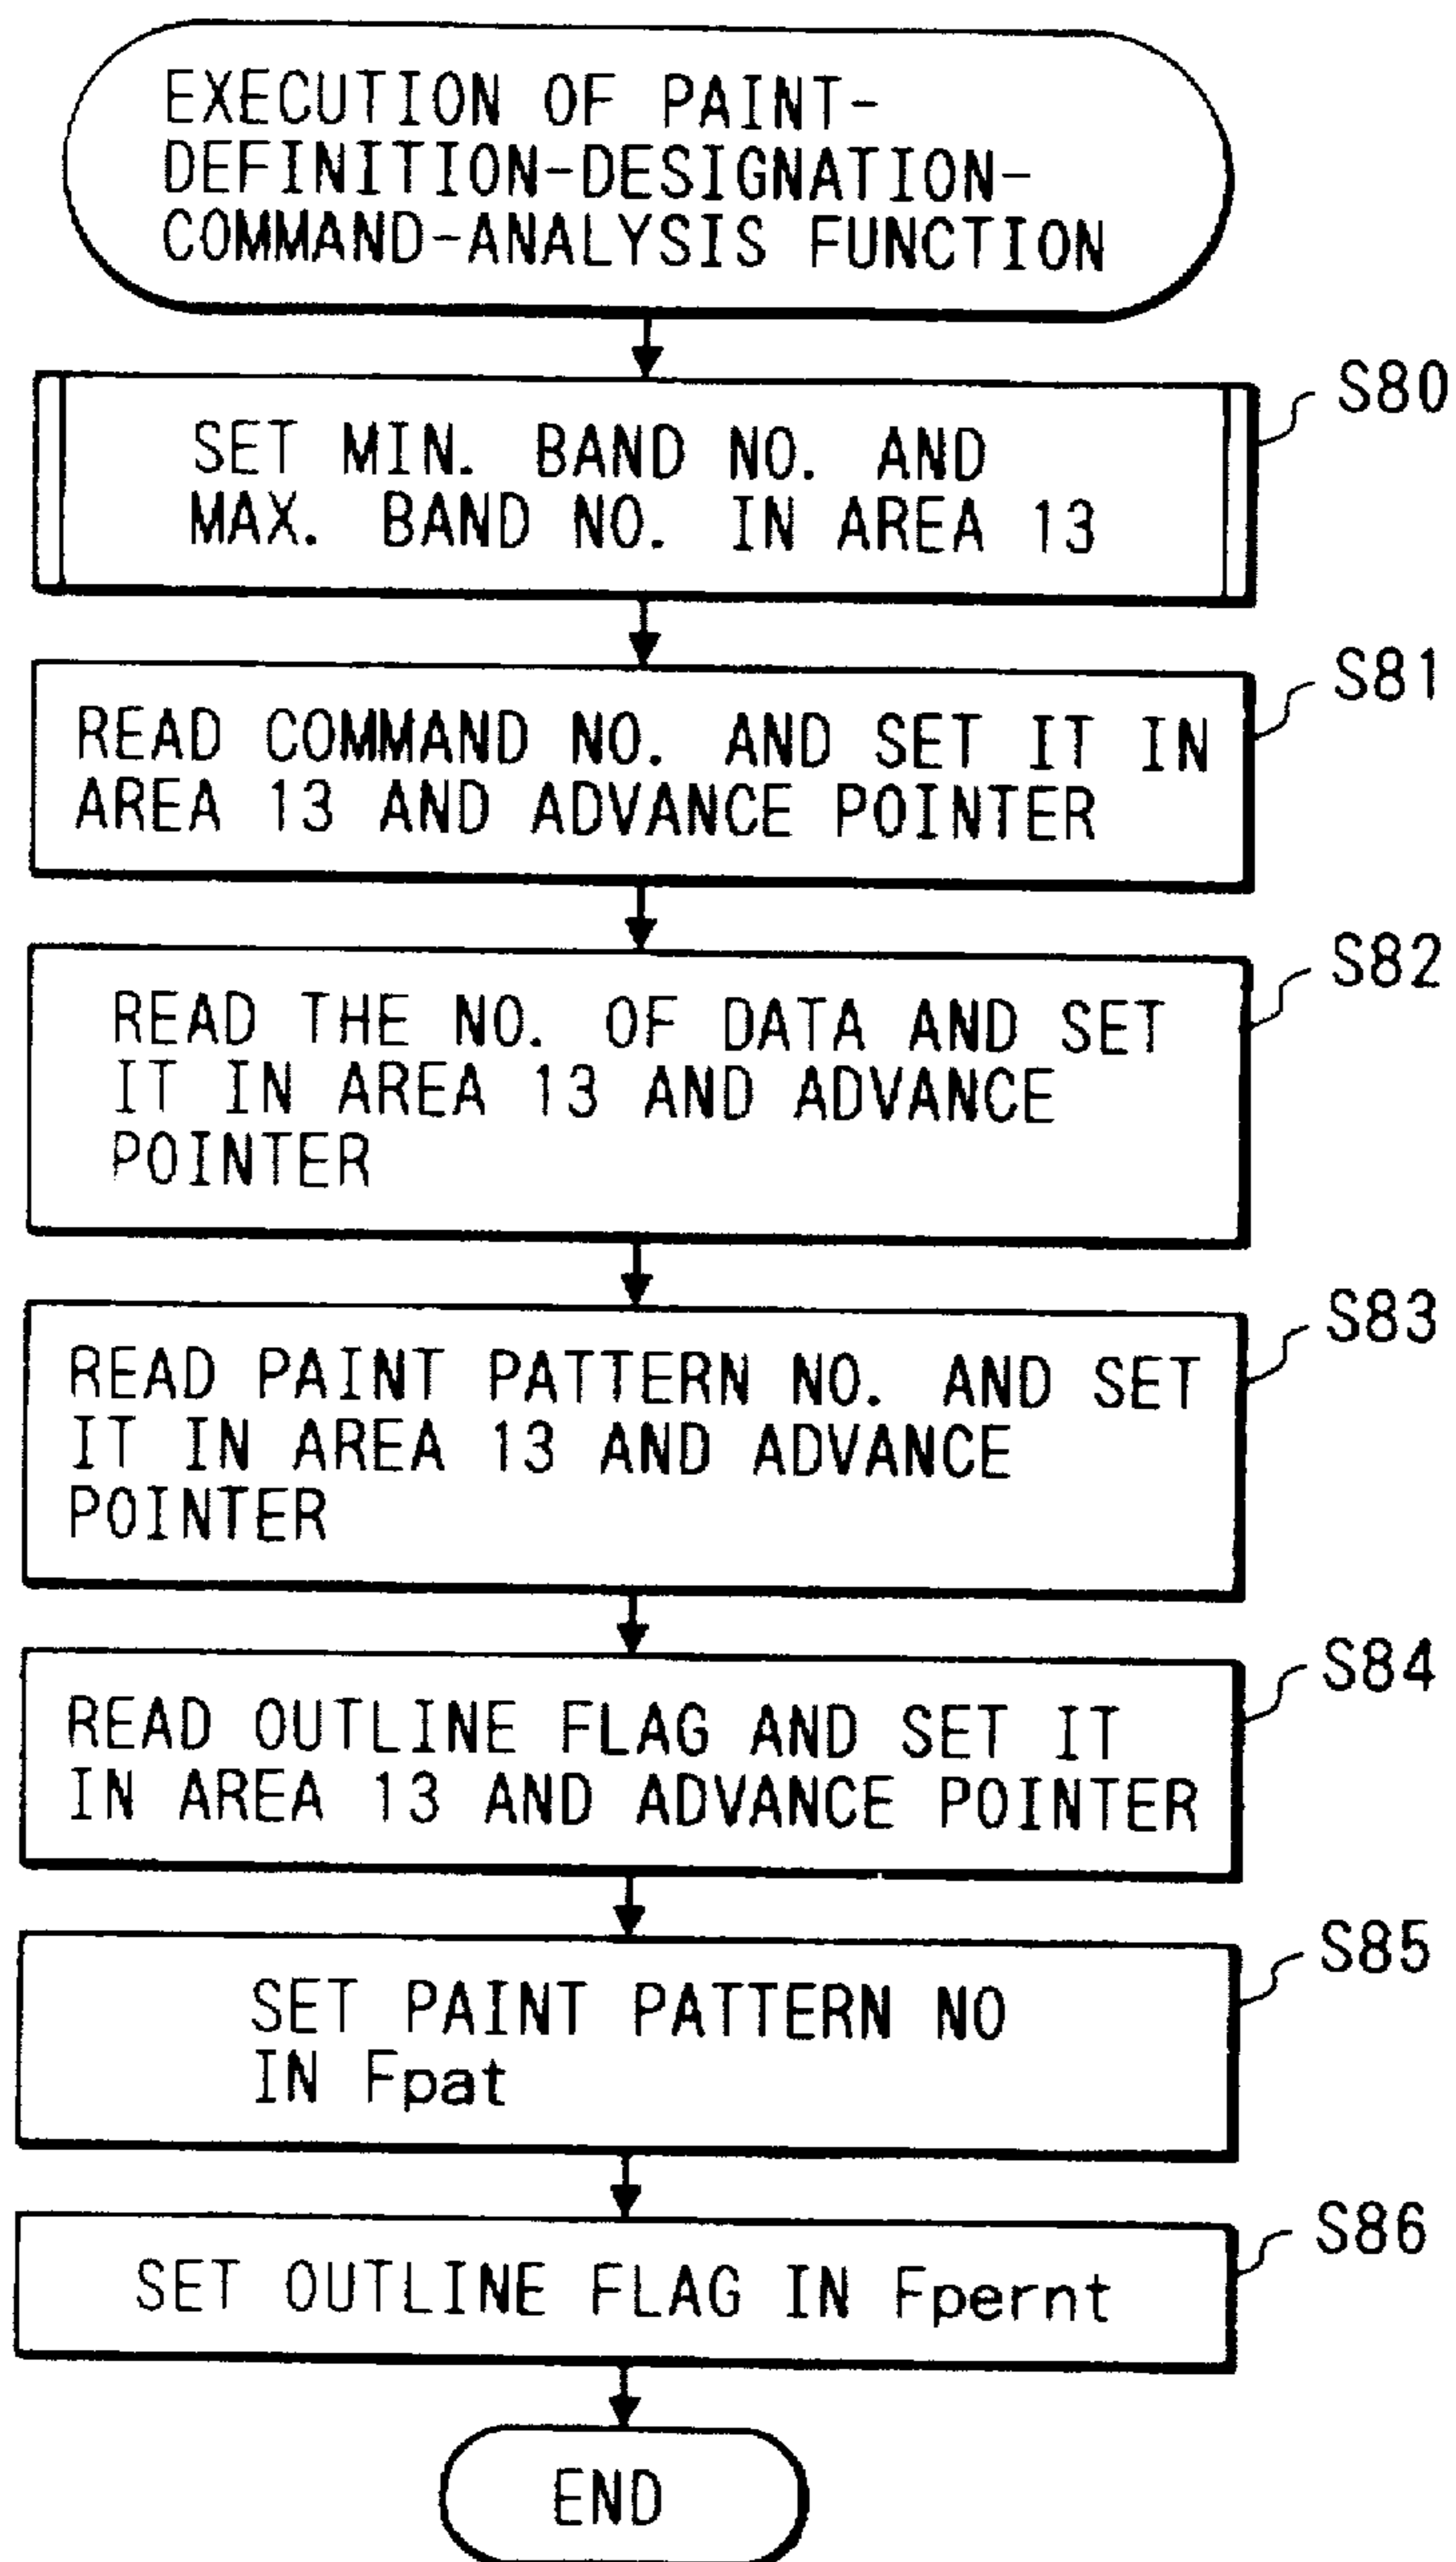 EXECUTION OF PAINT-
DEFINITION-DESIGNATION-
COMMAND-ANALYSIS FUNCTION
S80
SET MIN. BAND NO. AND
MAX. BAND NO. IN AREA 13
S81
READ COMMAND NO. AND SET IT IN
AREA 13 AND ADVANCE POINTER
S82
READ THE NO. OF DATA AND SET
IT IN AREA 13 AND ADVANCE
POINTER
S83
READ PAINT PATTERN NO. AND SET
IT IN AREA 13 AND ADVANCE
POINTER
S84
READ OUTLINE FLAG AND SET IT
IN AREA 13 AND ADVANCE POINTER
S85
SET PAINT PATTERN NO
IN Fpat
S86
SET OUTLINE FLAG IN Fpernt
END